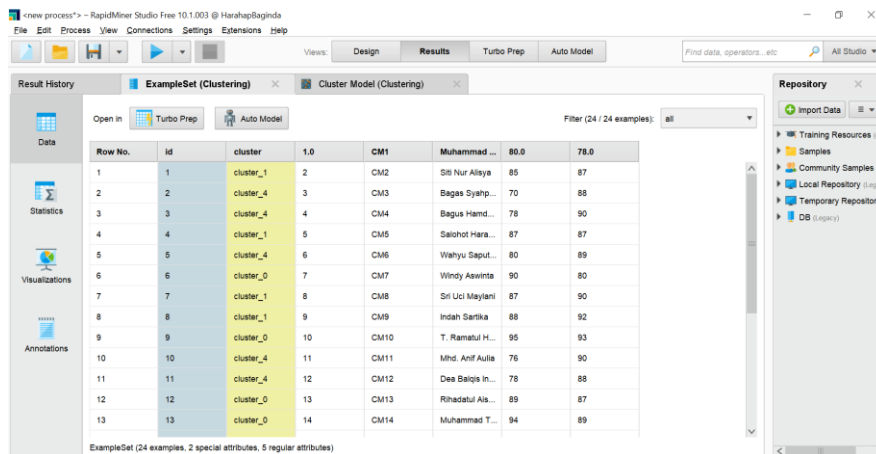 <new process*> – RapidMiner Studio Free 10.1.003 @ HarahapBaginda
File Edit Process View Connections Settings Extensions Help
Views: Design Results Turbo Prep Auto Model Find data, operators...etc All Studio
Result History ExampleSet (Clustering) Cluster Model (Clustering) Repository
Open in Turbo Prep Auto Model Filter (24 / 24 examples): all Import Data
Data
Statistics
Visualizations
Annotations
Row No. id cluster 1.0 CM1 Muhammad ... 80.0 78.0
1 1 cluster_1 2 CM2 Siti Nur Alisya 85 87
2 2 cluster_4 3 CM3 Bagas Syahp... 70 88
3 3 cluster_4 4 CM4 Bagus Hamd... 78 90
4 4 cluster_1 5 CM5 Salohot Hara... 87 87
5 5 cluster_4 6 CM6 Wahyu Saput... 80 89
6 6 cluster_0 7 CM7 Windy Aswinta 90 80
7 7 cluster_1 8 CM8 Sri Uci Maylani 87 90
8 8 cluster_1 9 CM9 Indah Sartika 88 92
9 9 cluster_0 10 CM10 T. Ramatul H... 95 93
10 10 cluster_4 11 CM11 Mhd. Anif Aulia 76 90
11 11 cluster_4 12 CM12 Dea Balqis In... 78 88
12 12 cluster_0 13 CM13 Rihadatul Ais... 89 87
13 13 cluster_0 14 CM14 Muhammad T... 94 89
ExampleSet (24 examples, 2 special attributes, 5 regular attributes)
Training Resources
Samples
Community Samples
Local Repository (Leg
Temporary Repositor
DB (Legacy)